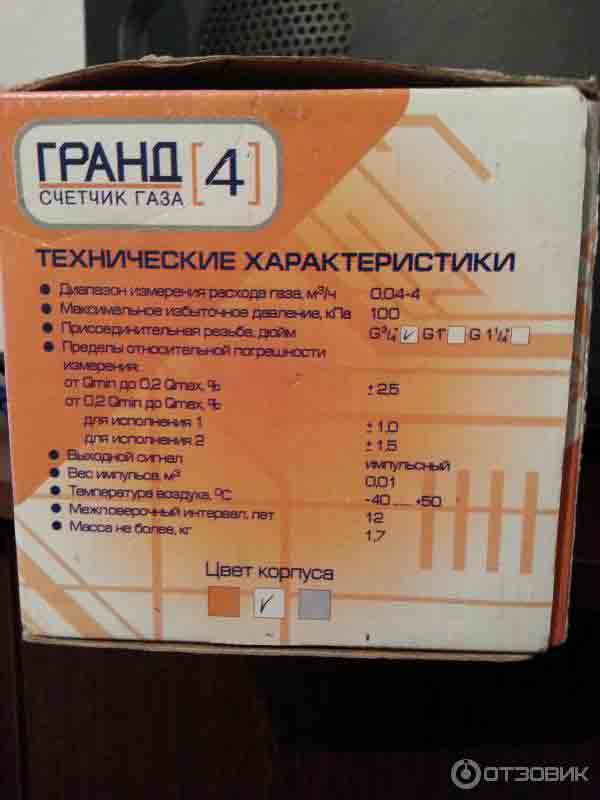 ГРАНД [4]
СЧЕТЧИК ГАЗА
ТЕХНИЧЕСКИЕ ХАРАКТЕРИСТИКИ
● Диапазон измерения расхода газа, м³/ч 0,04-4
● Максимальное избыточное давление, кПа 100
● Присоединительная резьба, дюйм G¾" G1" G 1¼"
● Пределы относительной погрешности
измерения:
от Qmin до 0,2 Qmax, % ± 2,5
от 0,2 Qmin до Qmax, %
для исполнения 1 ± 1,0
для исполнения 2 ± 1,5
● Выходной сигнал импульсный
● Вес импульса, м³ 0,01
● Температура воздуха, °С -40 ... +50
● Межповерочный интервал, лет 12
● Масса не более, кг 1,7
Цвет корпуса
ОТЗОВИК